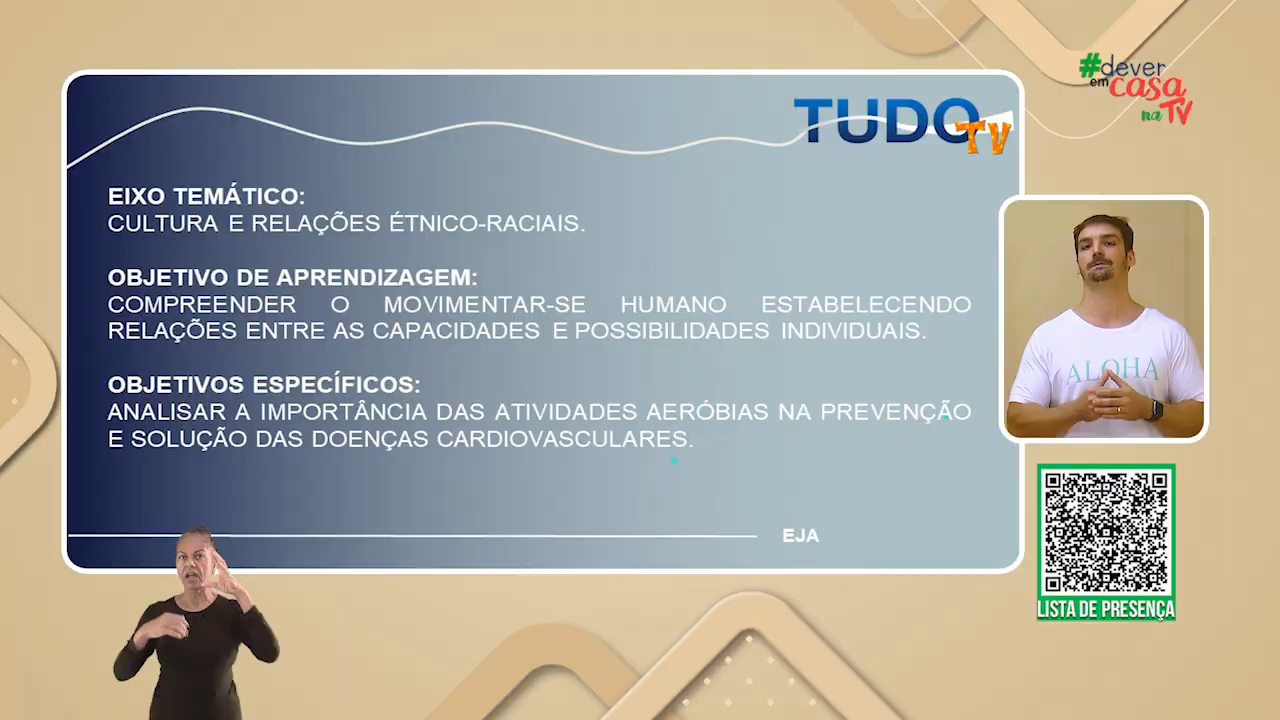 #dever
em casa
na TV
TUDO
TV
EIXO TEMÁTICO:
CULTURA E RELAÇÕES ÉTNICO-RACIAIS.
OBJETIVO DE APRENDIZAGEM:
COMPREENDER O MOVIMENTAR-SE HUMANO ESTABELECENDO
RELAÇÕES ENTRE AS CAPACIDADES E POSSIBILIDADES INDIVIDUAIS.
OBJETIVOS ESPECÍFICOS:
ANALISAR A IMPORTÂNCIA DAS ATIVIDADES AERÓBIAS NA PREVENÇÃO
E SOLUÇÃO DAS DOENÇAS CARDIOVASCULARES.
EJA
ALOHA
LISTA DE PRESENÇA